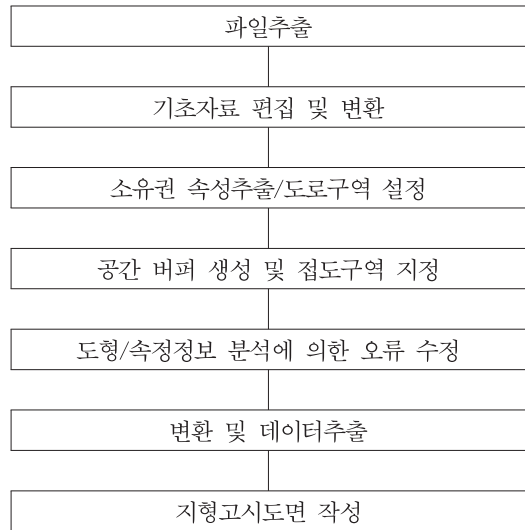 파일추출
기초자료 편집 및 변환
소유권 속성추출/도로구역 설정
공간 버퍼 생성 및 접도구역 지정
도형/속정정보 분석에 의한 오류 수정
변환 및 데이터추출
지형고시도면 작성